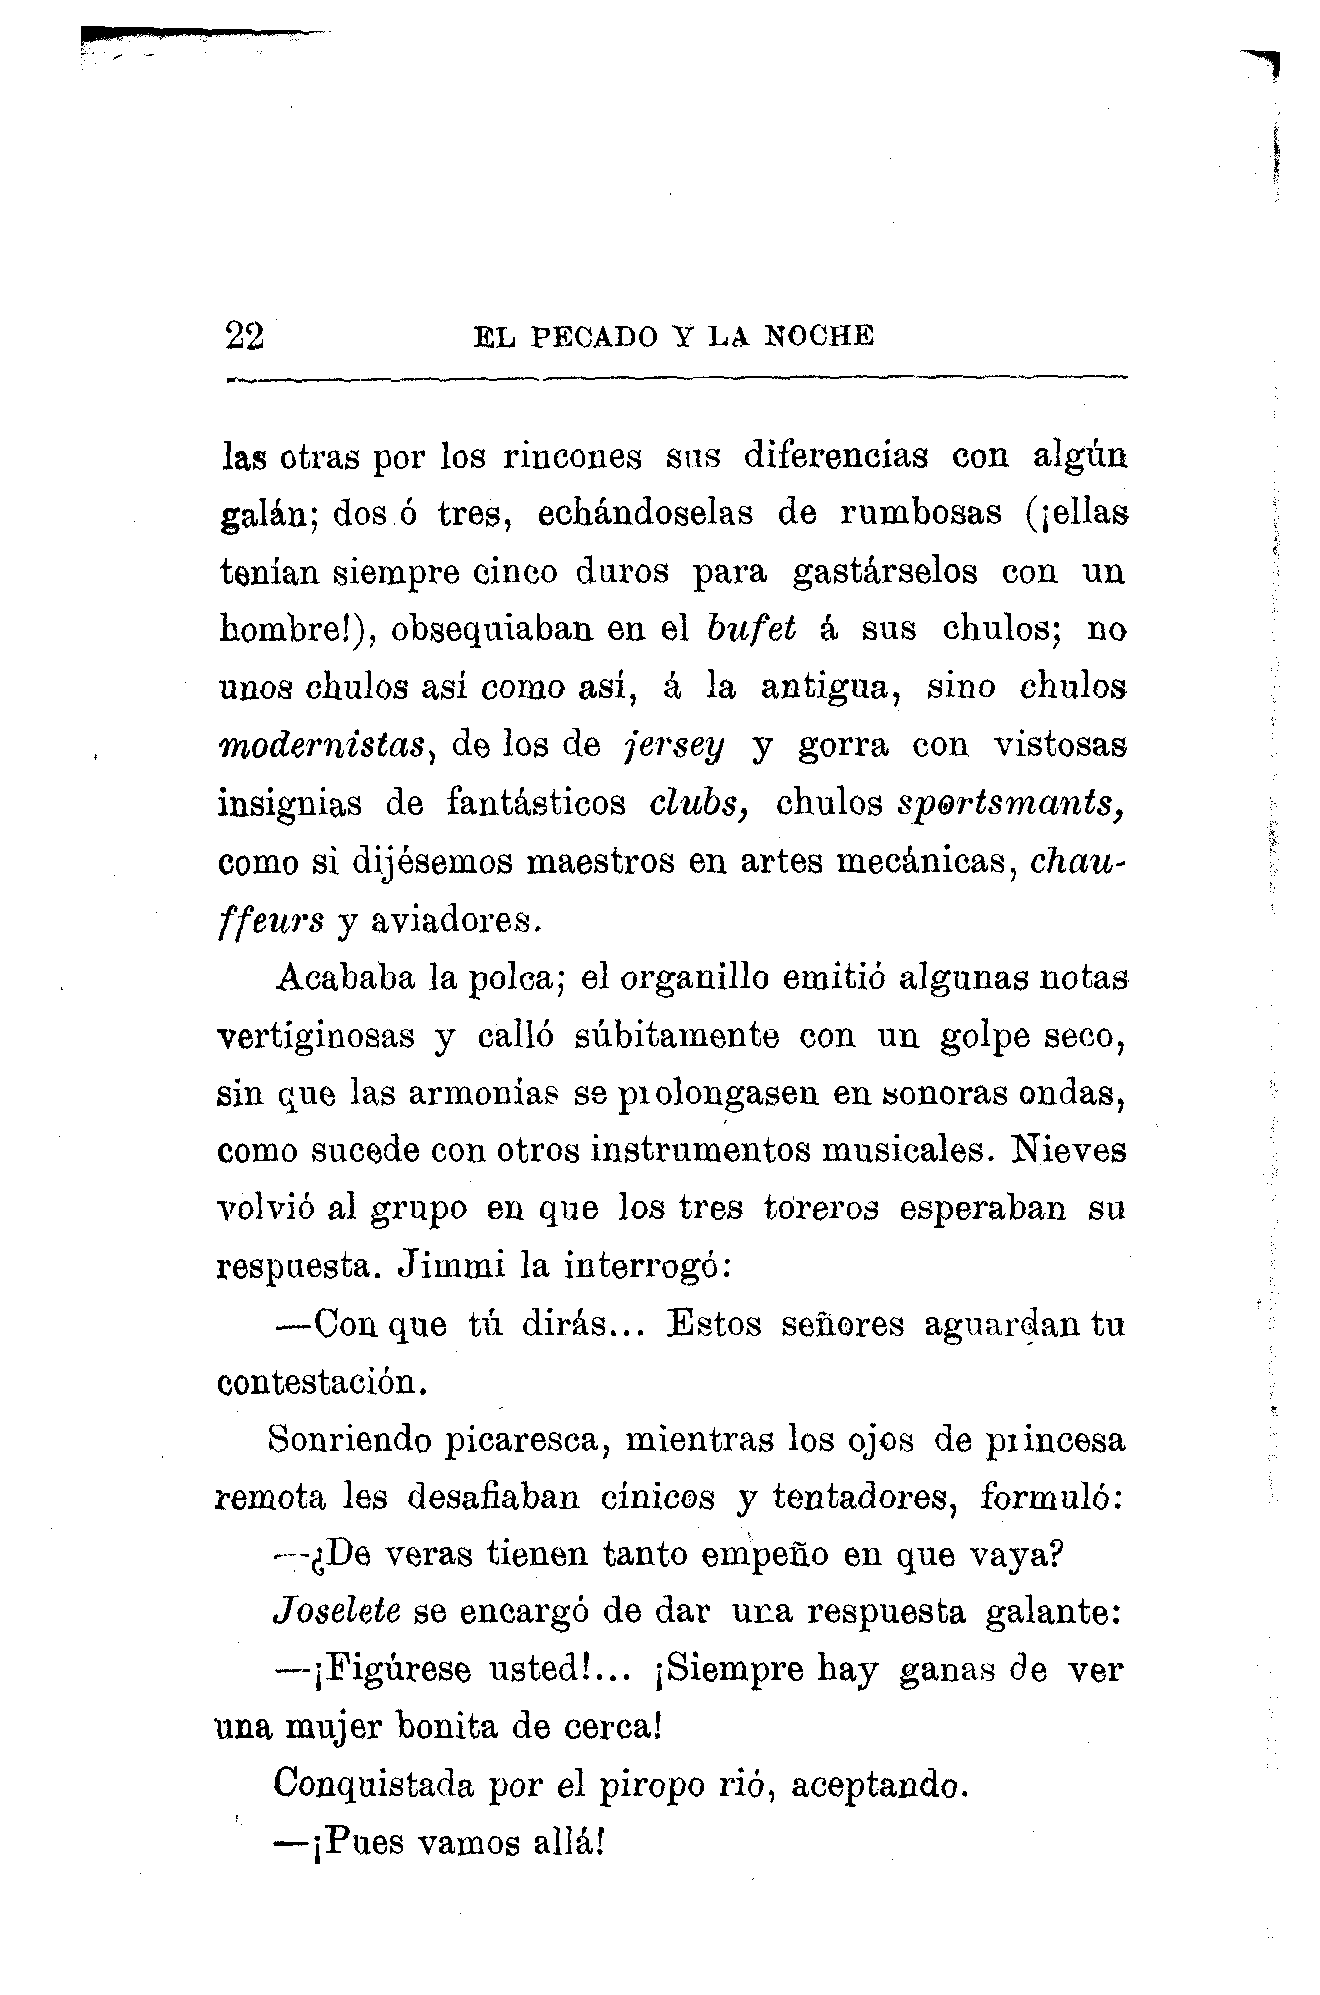 22 EL PECADO Y LA NOCHE
las otras por los rincones sus diferencias con algún
galán; dos ó tres, echándoselas de rumbosas (¡ellas
tenían siempre cinco duros para gastárselos con un
hombre!), obsequiaban en el bufet á sus chulos; no
unos chulos así como así, á la antigua, sino chulos
modernistas, de los de jersey y gorra con vistosas
insignias de fantásticos clubs, chulos sportsmants,
como si dijésemos maestros en artes mecánicas, chau-
ffeurs y aviadores.
Acababa la polca; el organillo emitió algunas notas
vertiginosas y calló súbitamente con un golpe seco,
sin que las armonías se prolongasen en sonoras ondas,
como sucede con otros instrumentos musicales. Nieves
volvió al grupo en que los tres toreros esperaban su
respuesta. Jimmi la interrogó:
—Con que tú dirás... Estos señores aguardan tu
contestación.
Sonriendo picaresca, mientras los ojos de princesa
remota les desafiaban cínicos y tentadores, formuló:
—¿De veras tienen tanto empeño en que vaya?
Joselete se encargó de dar una respuesta galante:
—¡Figúrese usted!... ¡Siempre hay ganas de ver
una mujer bonita de cerca!
Conquistada por el piropo rió, aceptando.
—¡Pues vamos allá!